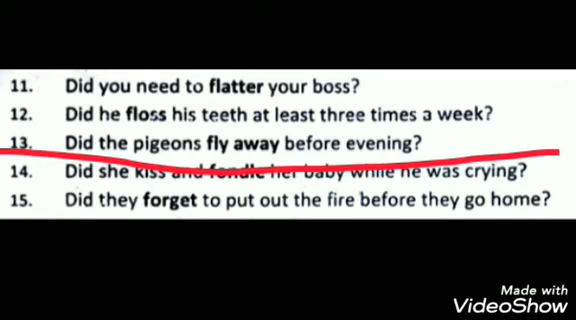 11. Did you need to flatter your boss?
12. Did he floss his teeth at least three times a week?
13. Did the pigeons fly away before evening?
14. Did she kiss and fondle her baby while he was crying?
15. Did they forget to put out the fire before they go home?
Made with
VideoShow